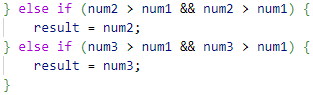 } else if (num2 > num1 && num2 > num1) {
result = num2;
} else if (num3 > num1 && num3 > num1) {
result = num3;
}